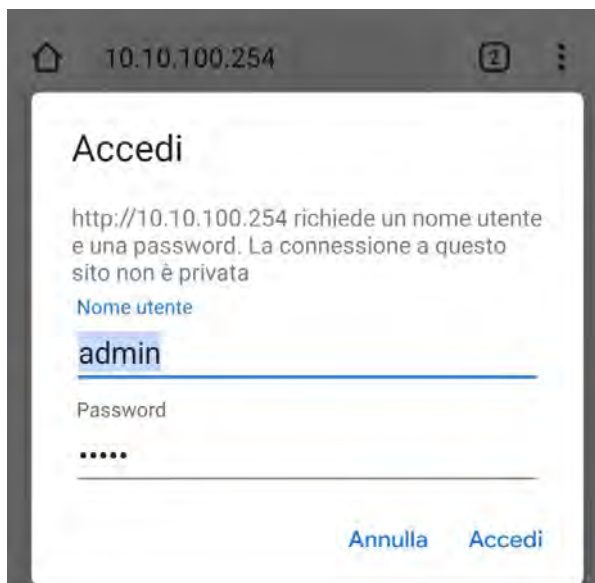 10.10.100.254
2
Accedi
http://10.10.100.254 richiede un nome utente
e una password. La connessione a questo
sito non è privata
Nome utente
admin
Password
•••••
Annulla Accedi